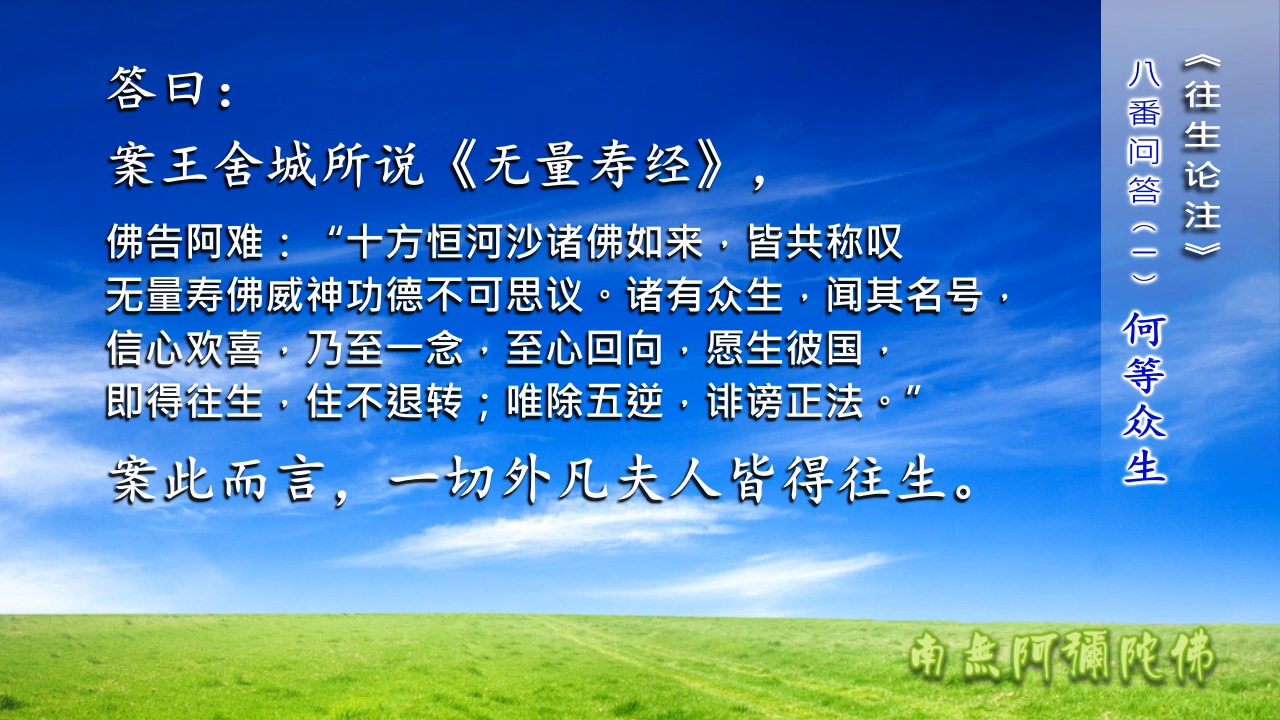 答曰：
案王舍城所说《无量寿经》，
佛告阿难：“十方恒河沙诸佛如来，皆共称叹
无量寿佛威神功德不可思议。诸有众生，闻其名号，
信心欢喜，乃至一念，至心回向，愿生彼国，
即得往生，住不退转；唯除五逆，诽谤正法。”
案此而言，一切外凡夫人皆得往生。
《往生论注》
八番问答（一） 何等众生
南無阿彌陀佛